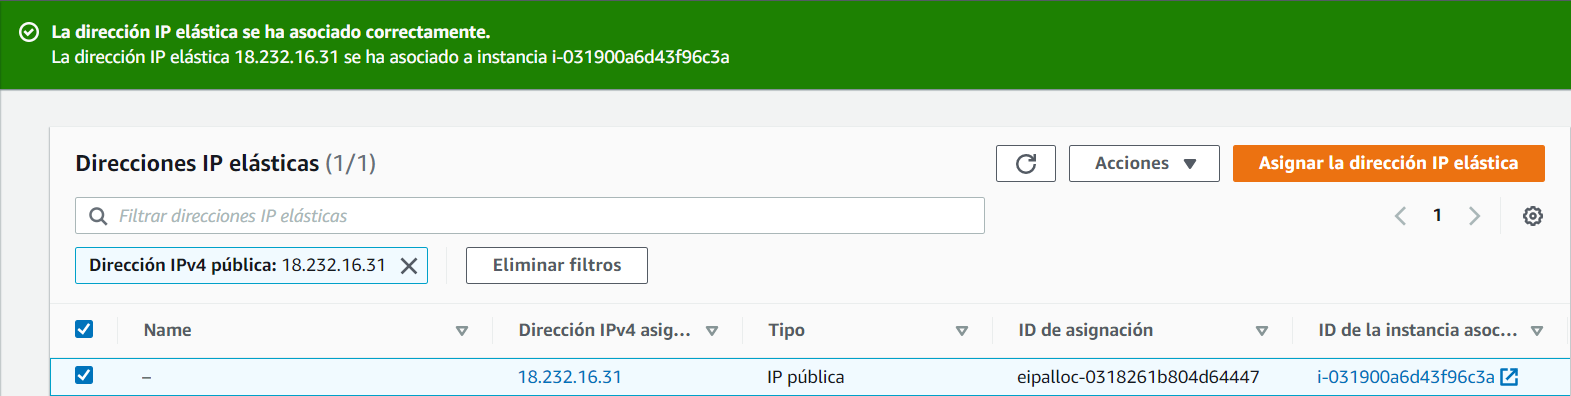 La dirección IP elástica se ha asociado correctamente.
La dirección IP elástica 18.232.16.31 se ha asociado a instancia i-031900a6d43f96c3a
Direcciones IP elásticas (1/1)
Acciones
Asignar la dirección IP elástica
Filtrar direcciones IP elásticas
1
Dirección IPv4 pública: 18.232.16.31
Eliminar filtros
Name
Dirección IPv4 asig...
Tipo
ID de asignación
ID de la instancia asoc...
–
18.232.16.31
IP pública
eipalloc-0318261b804d64447
i-031900a6d43f96c3a